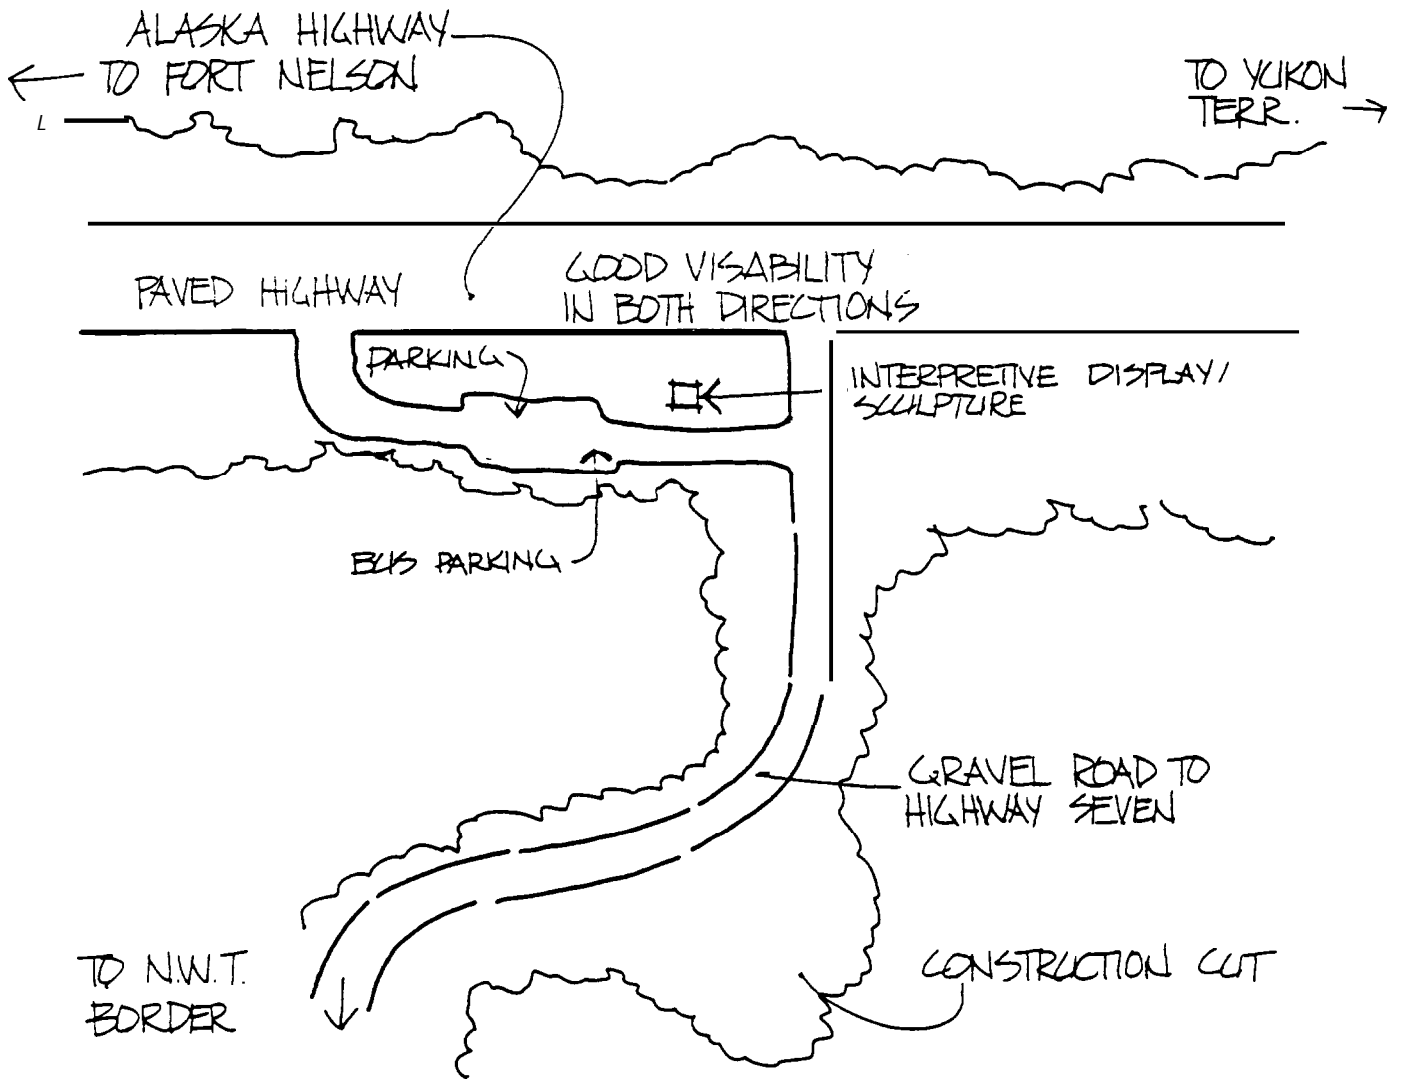 ALASKA HIGHWAY
TO FORT NELSON
TO YUKON
TERR.
L
PAVED HIGHWAY
GOOD VISABILITY
IN BOTH DIRECTIONS
PARKING
INTERPRETIVE DISPLAY/
SCULPTURE
BUS PARKING
GRAVEL ROAD TO
HIGHWAY SEVEN
TO N.W.T.
BORDER
CONSTRUCTION CUT